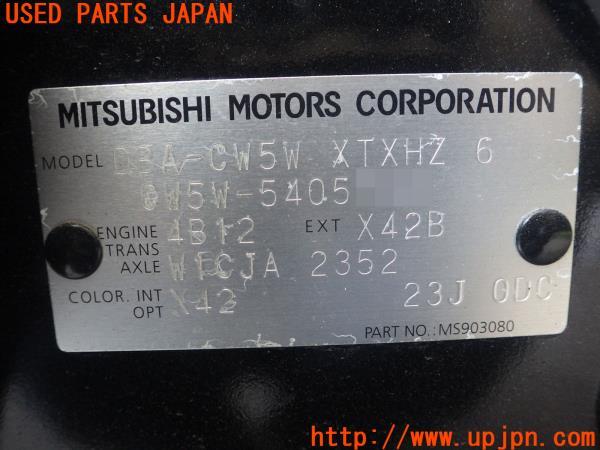 USED PARTS JAPAN
MITSUBISHI MOTORS CORPORATION
MODEL DBA-CW5W XTXHZ 6
CW5W-5405
ENGINE 4B12 EXT X42B
TRANS
AXLE W1CJA 2352
COLOR. INT X42 23J 0DC
OPT
PART NO.: MS903080
http://www.upjpn.com/